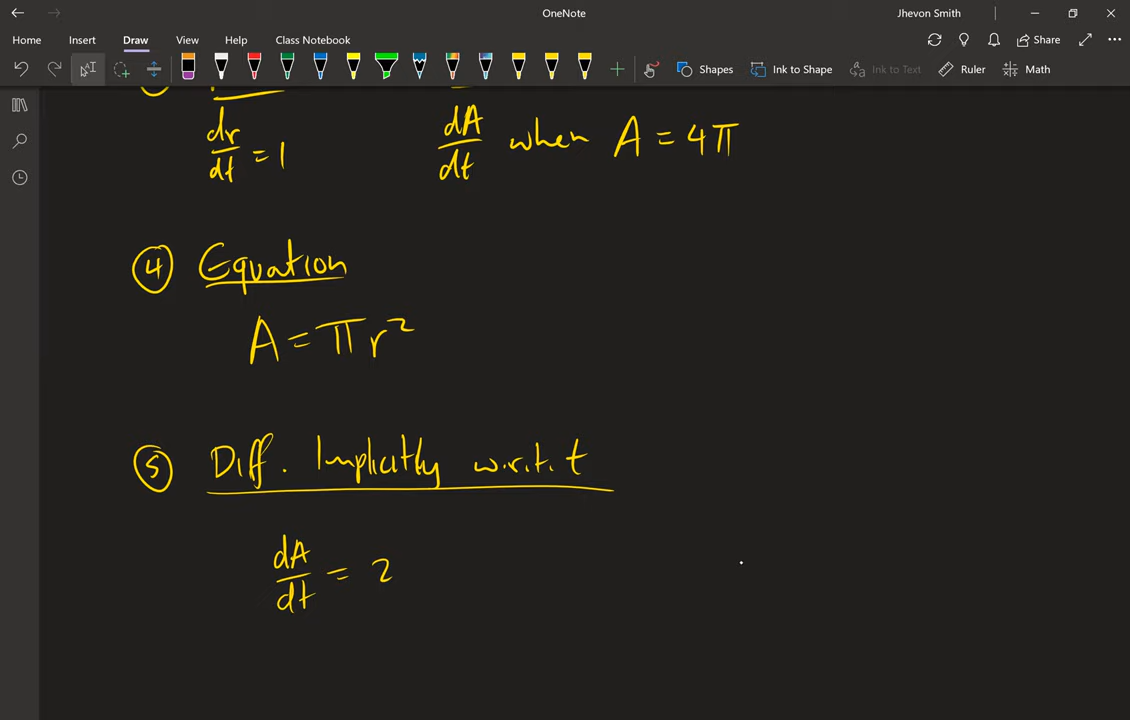 OneNote
Jhevon Smith
Home Insert Draw View Help Class Notebook
Share
Shapes Ink to Shape Ink to Text Ruler Math
dr/dt = 1
dA/dt when A = 4π
④ Equation
A = πr²
⑤ Diff. Implicitly w.r.t. t
dA/dt = 2